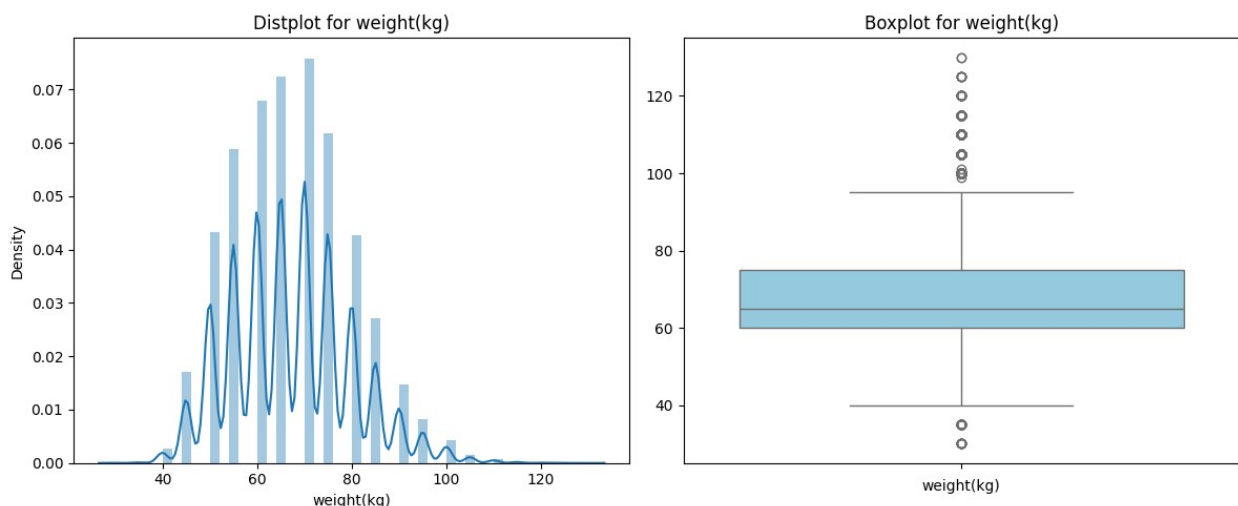 Distplot for weight(kg)
0.07
0.06
0.05
0.04
0.03
0.02
0.01
0.00
Density
40 60 80 100 120
weight(kg)
Boxplot for weight(kg)
120
100
80
60
40
weight(kg)